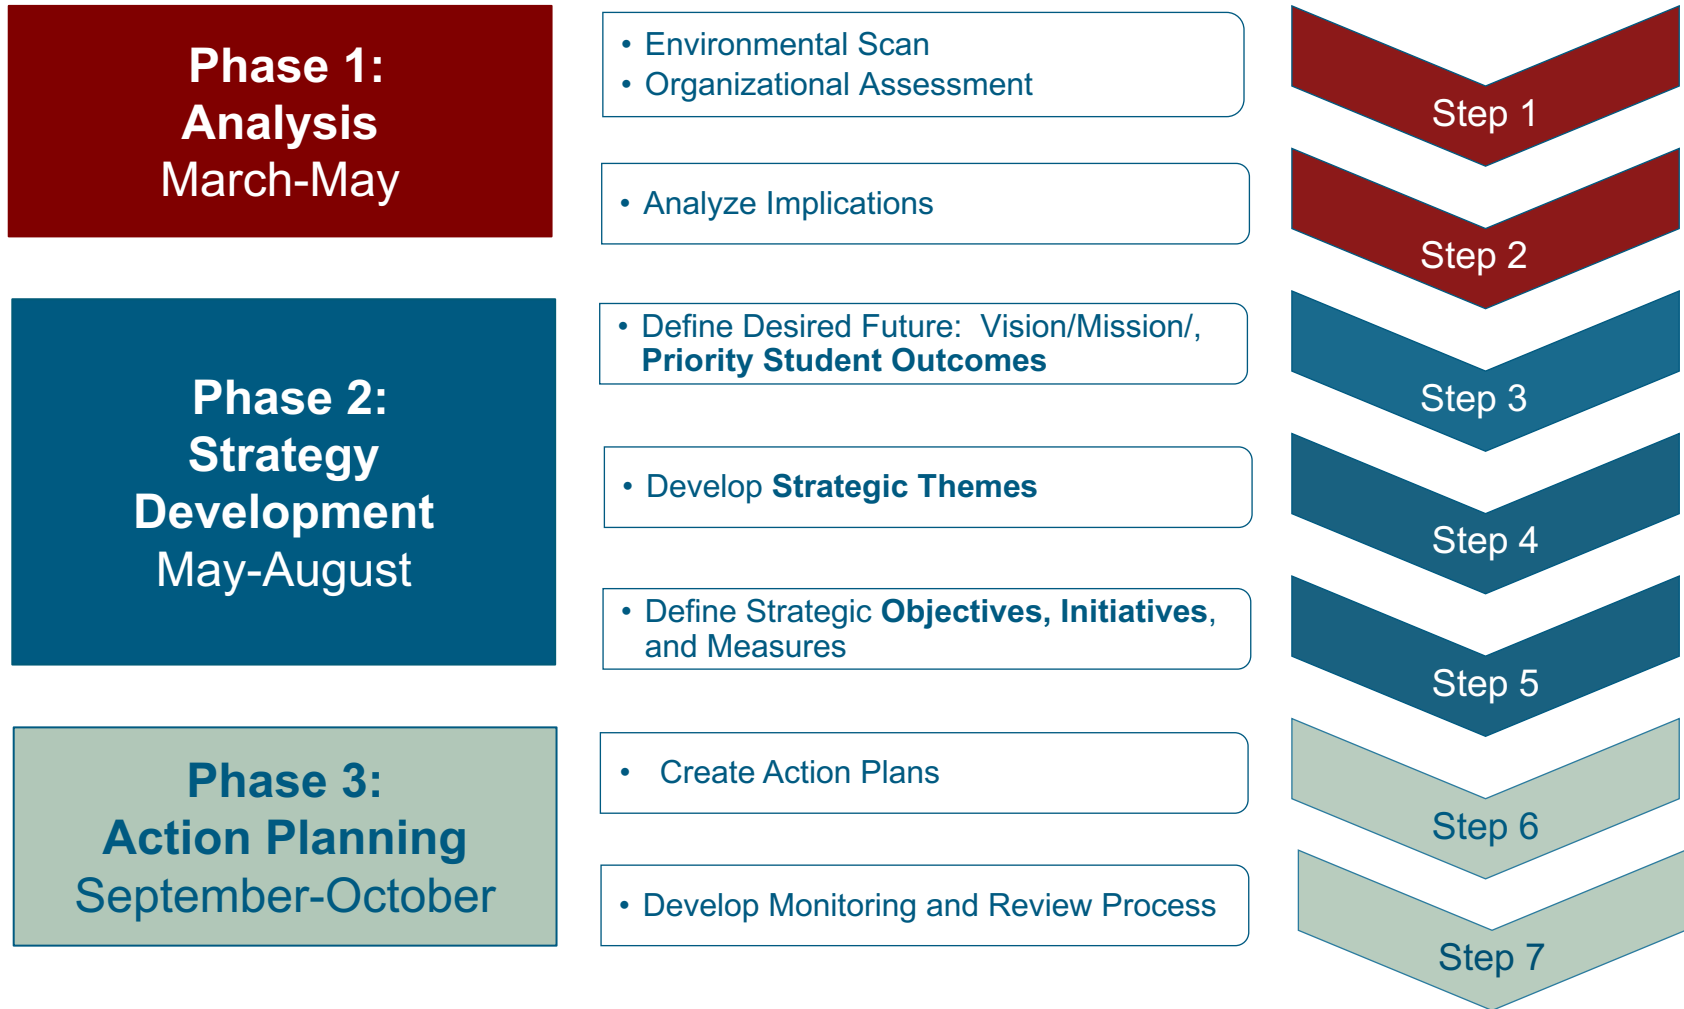 Phase 1:
Analysis
March-May
• Environmental Scan
• Organizational Assessment
Step 1
• Analyze Implications
Step 2
Phase 2:
Strategy
Development
May-August
• Define Desired Future:  Vision/Mission/,
Priority Student Outcomes
Step 3
• Develop Strategic Themes
Step 4
• Define Strategic Objectives, Initiatives,
and Measures
Step 5
Phase 3:
Action Planning
September-October
• Create Action Plans
Step 6
• Develop Monitoring and Review Process
Step 7